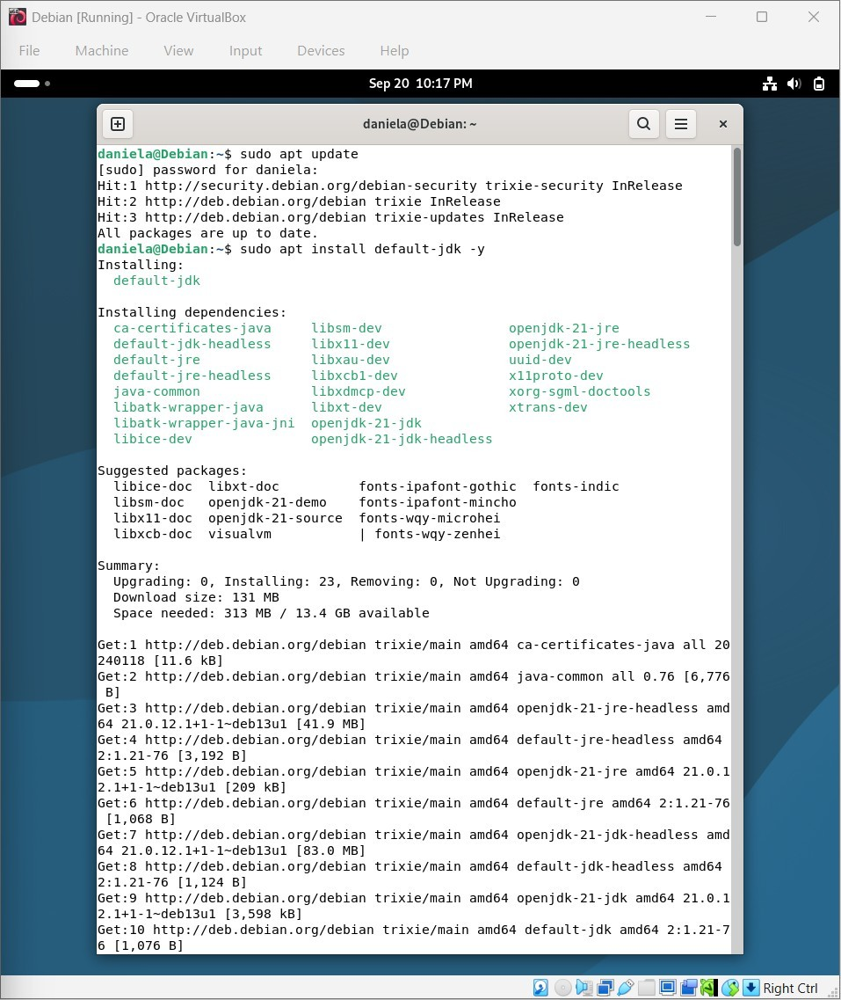 Debian [Running] - Oracle VirtualBox
File Machine View Input Devices Help
Sep 20 10:17 PM
daniela@Debian: ~
daniela@Debian:~$ sudo apt update
[sudo] password for daniela:
Hit:1 http://security.debian.org/debian-security trixie-security InRelease
Hit:2 http://deb.debian.org/debian trixie InRelease
Hit:3 http://deb.debian.org/debian trixie-updates InRelease
All packages are up to date.
daniela@Debian:~$ sudo apt install default-jdk -y
Installing:
  default-jdk

Installing dependencies:
  ca-certificates-java     libsm-dev                openjdk-21-jre
  default-jdk-headless     libx11-dev               openjdk-21-jre-headless
  default-jre              libxau-dev               uuid-dev
  default-jre-headless     libxcb1-dev              x11proto-dev
  java-common              libxdmcp-dev             xorg-sgml-doctools
  libatk-wrapper-java      libxt-dev                xtrans-dev
  libatk-wrapper-java-jni  openjdk-21-jdk
  libice-dev               openjdk-21-jdk-headless

Suggested packages:
  libice-doc  libxt-doc          fonts-ipafont-gothic  fonts-indic
  libsm-doc   openjdk-21-demo    fonts-ipafont-mincho
  libx11-doc  openjdk-21-source  fonts-wqy-microhei
  libxcb-doc  visualvm           | fonts-wqy-zenhei

Summary:
  Upgrading: 0, Installing: 23, Removing: 0, Not Upgrading: 0
  Download size: 131 MB
  Space needed: 313 MB / 13.4 GB available

Get:1 http://deb.debian.org/debian trixie/main amd64 ca-certificates-java all 20
240118 [11.6 kB]
Get:2 http://deb.debian.org/debian trixie/main amd64 java-common all 0.76 [6,776
 B]
Get:3 http://deb.debian.org/debian trixie/main amd64 openjdk-21-jre-headless amd
64 21.0.12.1+1-1~deb13u1 [41.9 MB]
Get:4 http://deb.debian.org/debian trixie/main amd64 default-jre-headless amd64
2:1.21-76 [3,192 B]
Get:5 http://deb.debian.org/debian trixie/main amd64 openjdk-21-jre amd64 21.0.1
2.1+1-1~deb13u1 [209 kB]
Get:6 http://deb.debian.org/debian trixie/main amd64 default-jre amd64 2:1.21-76
 [1,068 B]
Get:7 http://deb.debian.org/debian trixie/main amd64 openjdk-21-jdk-headless amd
64 21.0.12.1+1-1~deb13u1 [83.0 MB]
Get:8 http://deb.debian.org/debian trixie/main amd64 default-jdk-headless amd64
2:1.21-76 [1,124 B]
Get:9 http://deb.debian.org/debian trixie/main amd64 openjdk-21-jdk amd64 21.0.1
2.1+1-1~deb13u1 [3,598 kB]
Get:10 http://deb.debian.org/debian trixie/main amd64 default-jdk amd64 2:1.21-7
6 [1,076 B]
Right Ctrl